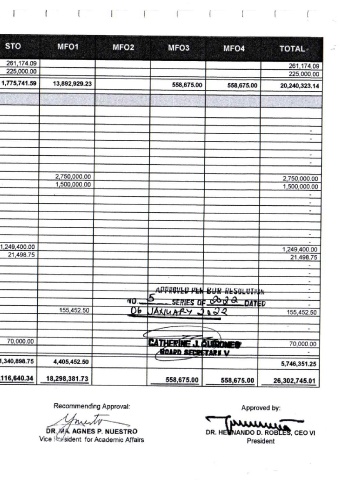 STO MFO1 MFO2 MFO3 MFO4 TOTAL
261,174.09 261,174.09
225,000.00 225,000.00
1,775,741.59 13,892,929.23 558,675.00 558,675.00 20,240,323.14
2,750,000.00 2,750,000.00
1,500,000.00 1,500,000.00
1,249,400.00 1,249,400.00
21,498.75 21,498.75
APPROVED PER BOR RESOLUTION
NO. 5 SERIES OF 2022 DATED
06 JANUARY 2022
155,452.50 155,452.50
70,000.00 70,000.00
CATHERINE J.
BOARD SECRETARY V
1,340,898.75 4,405,452.50 5,746,351.25
,116,640.34 18,298,381.73 558,675.00 558,675.00 26,302,745.01
Recommending Approval: Approved by:
DR. MA. AGNES P. NUESTRO DR. HERNANDO D. ROBLES, CEO VI
Vice President for Academic Affairs President